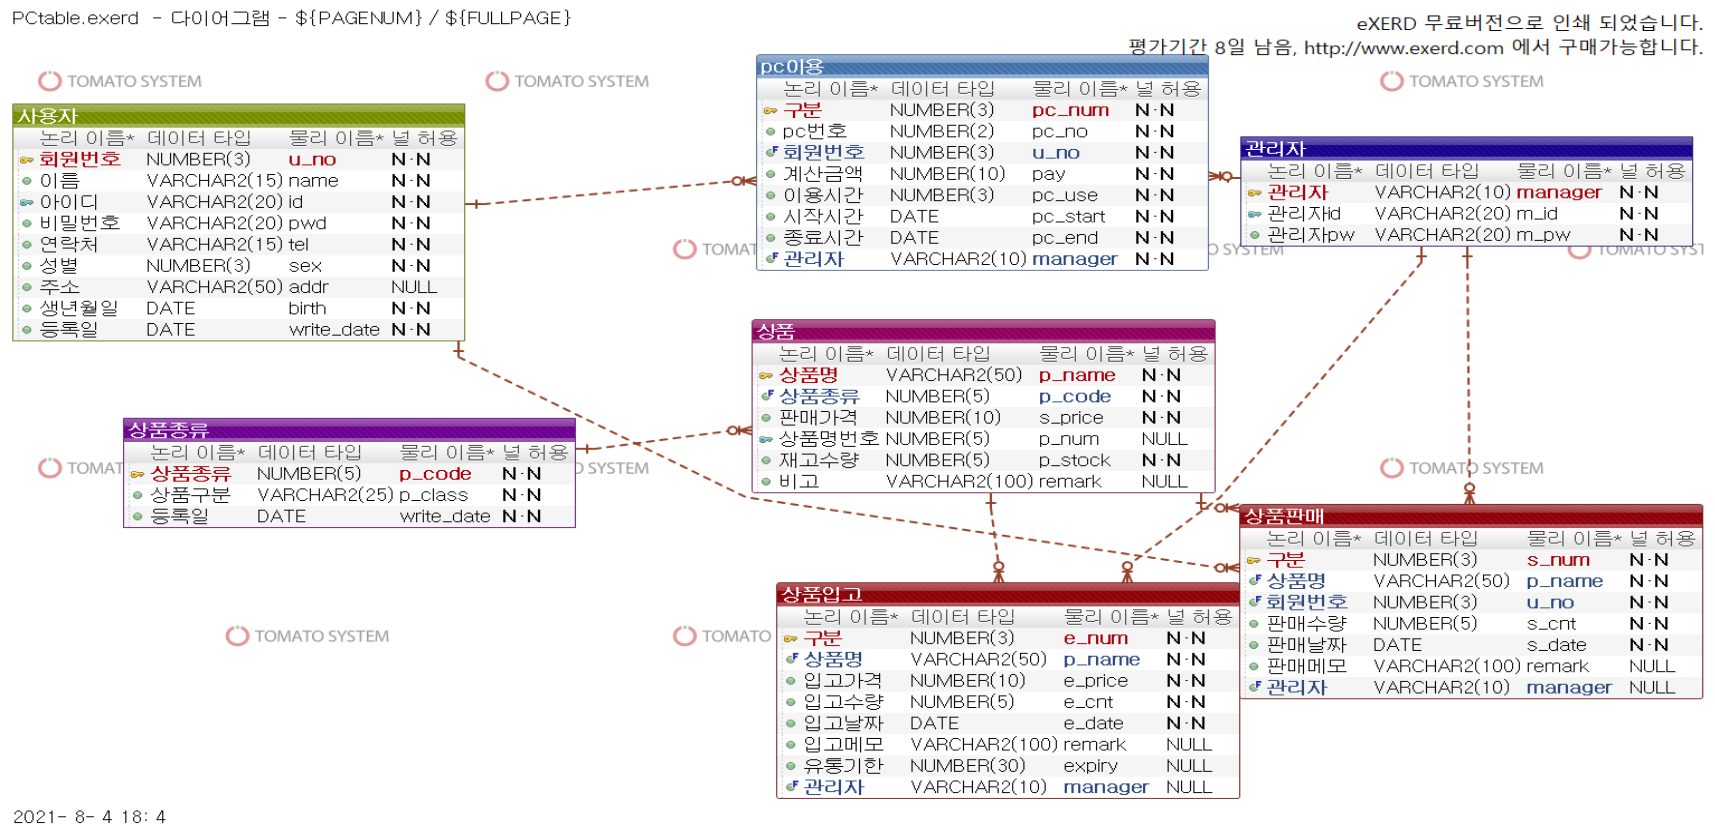 PCtable.exerd - 다이어그램 - ${PAGENUM} / ${FULLPAGE}
eXERD 무료버전으로 인쇄 되었습니다.
평가기간 8일 남음, http://www.exerd.com 에서 구매가능합니다.
TOMATO SYSTEM
TOMATO SYSTEM
TOMATO SYSTEM
사용자
논리 이름* 데이터 타입 물리 이름* 널 허용
회원번호 NUMBER(3) u_no N·N
이름 VARCHAR2(15) name N·N
아이디 VARCHAR2(20) id N·N
비밀번호 VARCHAR2(20) pwd N·N
연락처 VARCHAR2(15) tel N·N
성별 NUMBER(3) sex N·N
주소 VARCHAR2(50) addr NULL
생년월일 DATE birth N·N
등록일 DATE write_date N·N
pc이용
논리 이름* 데이터 타입 물리 이름* 널 허용
구분 NUMBER(3) pc_num N·N
pc번호 NUMBER(2) pc_no N·N
회원번호 NUMBER(3) u_no N·N
계산금액 NUMBER(10) pay N·N
이용시간 NUMBER(3) pc_use N·N
시작시간 DATE pc_start N·N
종료시간 DATE pc_end N·N
관리자 VARCHAR2(10) manager N·N
관리자
논리 이름* 데이터 타입 물리 이름* 널 허용
관리자 VARCHAR2(10) manager N·N
관리자id VARCHAR2(20) m_id N·N
관리자pw VARCHAR2(20) m_pw N·N
TOMAT
O SYSTEM
TOMATO SYST
상품
논리 이름* 데이터 타입 물리 이름* 널 허용
상품명 VARCHAR2(50) p_name N·N
상품종류 NUMBER(5) p_code N·N
판매가격 NUMBER(10) s_price N·N
상품명번호 NUMBER(5) p_num NULL
재고수량 NUMBER(5) p_stock N·N
비고 VARCHAR2(100) remark NULL
상품종류
논리 이름* 데이터 타입 물리 이름* 널 허용
상품종류 NUMBER(5) p_code N·N
상품구분 VARCHAR2(25) p_class N·N
등록일 DATE write_date N·N
TOMAT
O SYSTEM
TOMATO SYSTEM
상품판매
논리 이름* 데이터 타입 물리 이름* 널 허용
구분 NUMBER(3) s_num N·N
상품명 VARCHAR2(50) p_name N·N
회원번호 NUMBER(3) u_no N·N
판매수량 NUMBER(5) s_cnt N·N
판매날짜 DATE s_date N·N
판매메모 VARCHAR2(100) remark NULL
관리자 VARCHAR2(10) manager NULL
상품입고
논리 이름* 데이터 타입 물리 이름* 널 허용
구분 NUMBER(3) e_num N·N
상품명 VARCHAR2(50) p_name N·N
입고가격 NUMBER(10) e_price N·N
입고수량 NUMBER(5) e_cnt N·N
입고날짜 DATE e_date N·N
입고메모 VARCHAR2(100) remark NULL
유통기한 NUMBER(30) expiry NULL
관리자 VARCHAR2(10) manager NULL
TOMATO SYSTEM
TOMATO
2021- 8- 4 18: 4